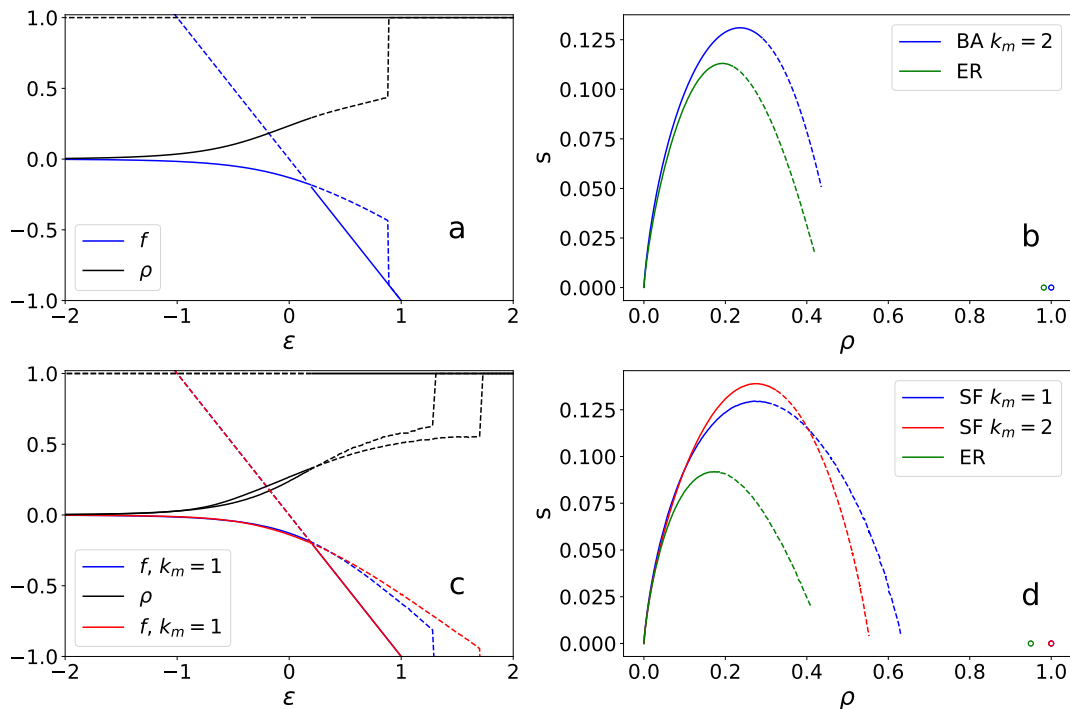 1.0
0.5
0.0
−0.5
−1.0
−2
−1
0
1
2
ε
f
ρ
a
0.125
0.100
0.075
0.050
0.025
0.000
s
0.0
0.2
0.4
0.6
0.8
1.0
ρ
BA k_m = 2
ER
b
1.0
0.5
0.0
−0.5
−1.0
−2
−1
0
1
2
ε
f, k_m = 1
ρ
f, k_m = 1
c
0.125
0.100
0.075
0.050
0.025
0.000
s
0.0
0.2
0.4
0.6
0.8
1.0
ρ
SF k_m = 1
SF k_m = 2
ER
d